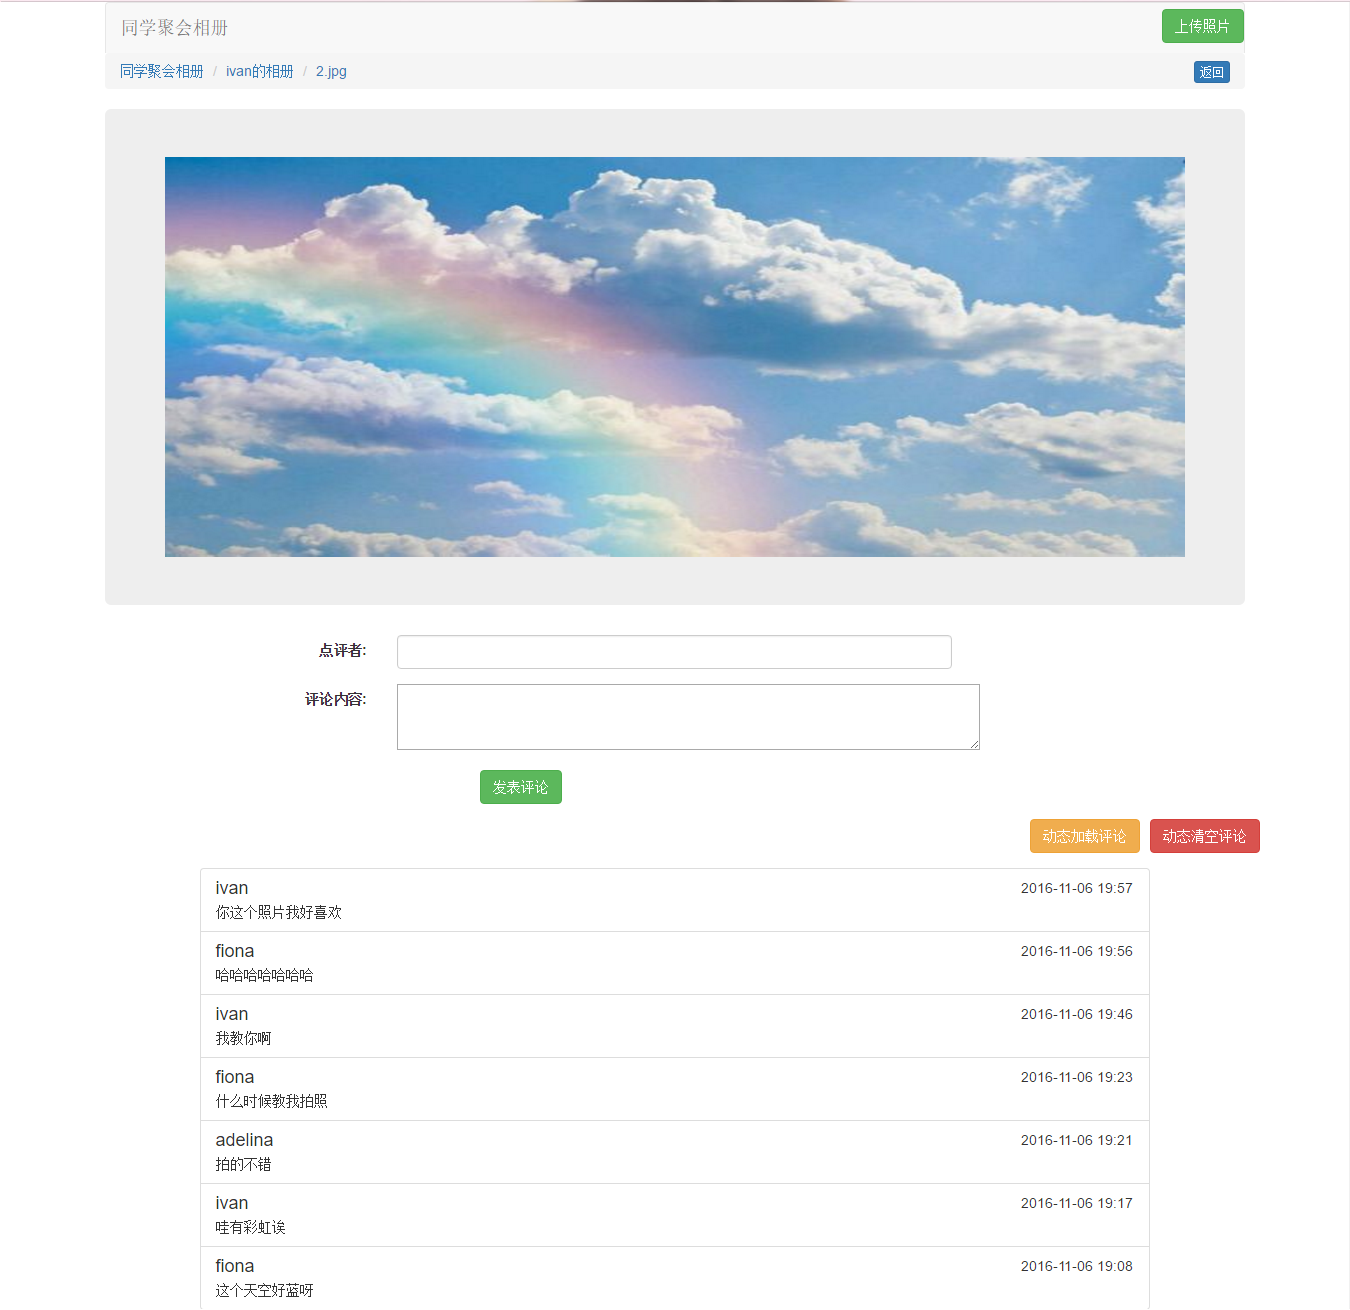 同学聚会相册
上传照片
同学聚会相册 / ivan的相册 / 2.jpg
返回
点评者:
评论内容:
发表评论
动态加载评论 动态清空评论
ivan 2016-11-06 19:57
你这个照片我好喜欢
fiona 2016-11-06 19:56
哈哈哈哈哈哈哈
ivan 2016-11-06 19:46
我教你啊
fiona 2016-11-06 19:23
什么时候教我拍照
adelina 2016-11-06 19:21
拍的不错
ivan 2016-11-06 19:17
哇有彩虹诶
fiona 2016-11-06 19:08
这个天空好蓝呀